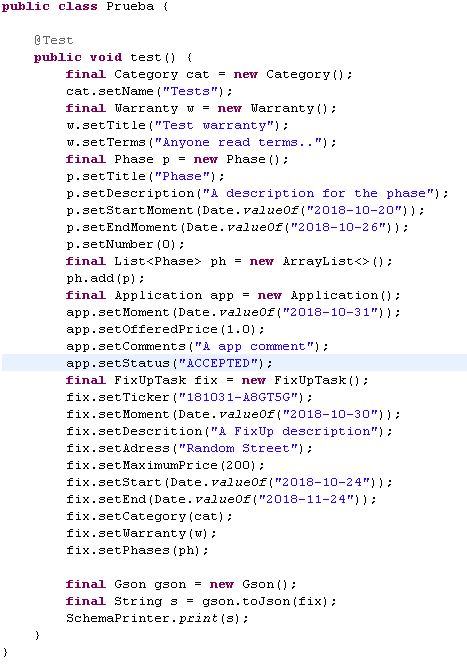 public class Prueba {
@Test
public void test() {
final Category cat = new Category();
cat.setName("Tests");
final Warranty w = new Warranty();
w.setTitle("Test warranty");
w.setTerms("Anyone read terms..");
final Phase p = new Phase();
p.setTitle("Phase");
p.setDescription("A description for the phase");
p.setStartMoment(Date.valueOf("2018-10-20"));
p.setEndMoment(Date.valueOf("2018-10-26"));
p.setNumber(0);
final List<Phase> ph = new ArrayList<>();
ph.add(p);
final Application app = new Application();
app.setMoment(Date.valueOf("2018-10-31"));
app.setOfferedPrice(1.0);
app.setComments("A app comment");
app.setStatus("ACCEPTED");
final FixUpTask fix = new FixUpTask();
fix.setTicker("181031-A8GT5G");
fix.setMoment(Date.valueOf("2018-10-30"));
fix.setDescrition("A FixUp description");
fix.setAdress("Random Street");
fix.setMaximumPrice(200);
fix.setStart(Date.valueOf("2018-10-24"));
fix.setEnd(Date.valueOf("2018-11-24"));
fix.setCategory(cat);
fix.setWarranty(w);
fix.setPhases(ph);
final Gson gson = new Gson();
final String s = gson.toJson(fix);
SchemaPrinter.print(s);
}
}